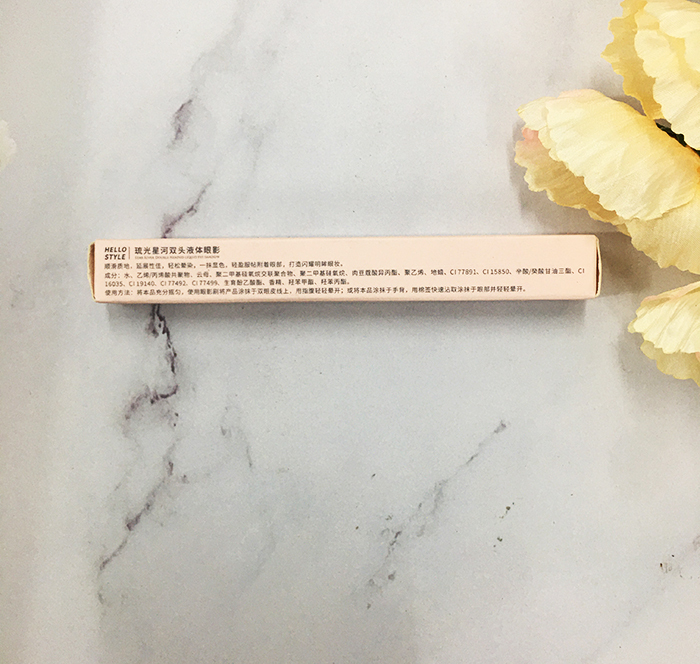 HELLO STYLE
琉光星河双头液体眼影
顺滑质地，延展性佳，轻松晕染，一抹显色，轻盈服帖附着眼部，打造闪耀明眸眼妆。
成分：水、乙烯/丙烯酸共聚物、云母、聚二甲基硅氧烷交联聚合物、聚二甲基硅氧烷、肉豆蔻酸异丙酯、聚乙烯、地蜡、CI 77891、CI 15850、辛酸/癸酸甘油三酯、CI
16035、CI 19140、CI 77492、CI 77499、生育酚乙酸酯、香精、羟苯甲酯、羟苯丙酯。
使用方法：将本品充分摇匀，使用眼影刷将产品涂抹于双眼皮线上，用指腹轻轻晕开；或将本品涂抹于手背，用棉签快速沾取涂抹于眼部并轻轻晕开。